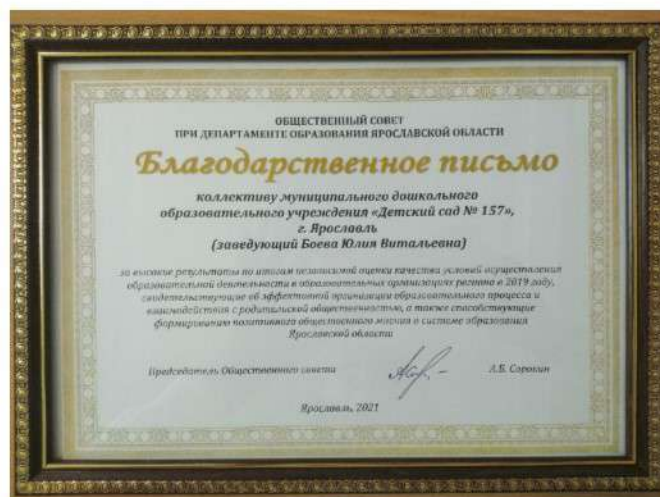 ОБЩЕСТВЕННЫЙ СОВЕТ
ПРИ ДЕПАРТАМЕНТЕ ОБРАЗОВАНИЯ ЯРОСЛАВСКОЙ ОБЛАСТИ
Благодарственное письмо
коллективу муниципального дошкольного
образовательного учреждения «Детский сад № 157»,
г. Ярославль
(заведующий Боева Юлия Витальевна)
за высокие результаты по итогам независимой оценки качества условий осуществления
образовательной деятельности в образовательных организациях региона в 2019 году,
свидетельствующие об эффективной организации образовательного процесса и
взаимодействия с родительской общественностью, а также способствующие
формированию позитивного общественного мнения о системе образования
Ярославской области
Председатель Общественного совета
А.Б. Сорокин
Ярославль, 2021